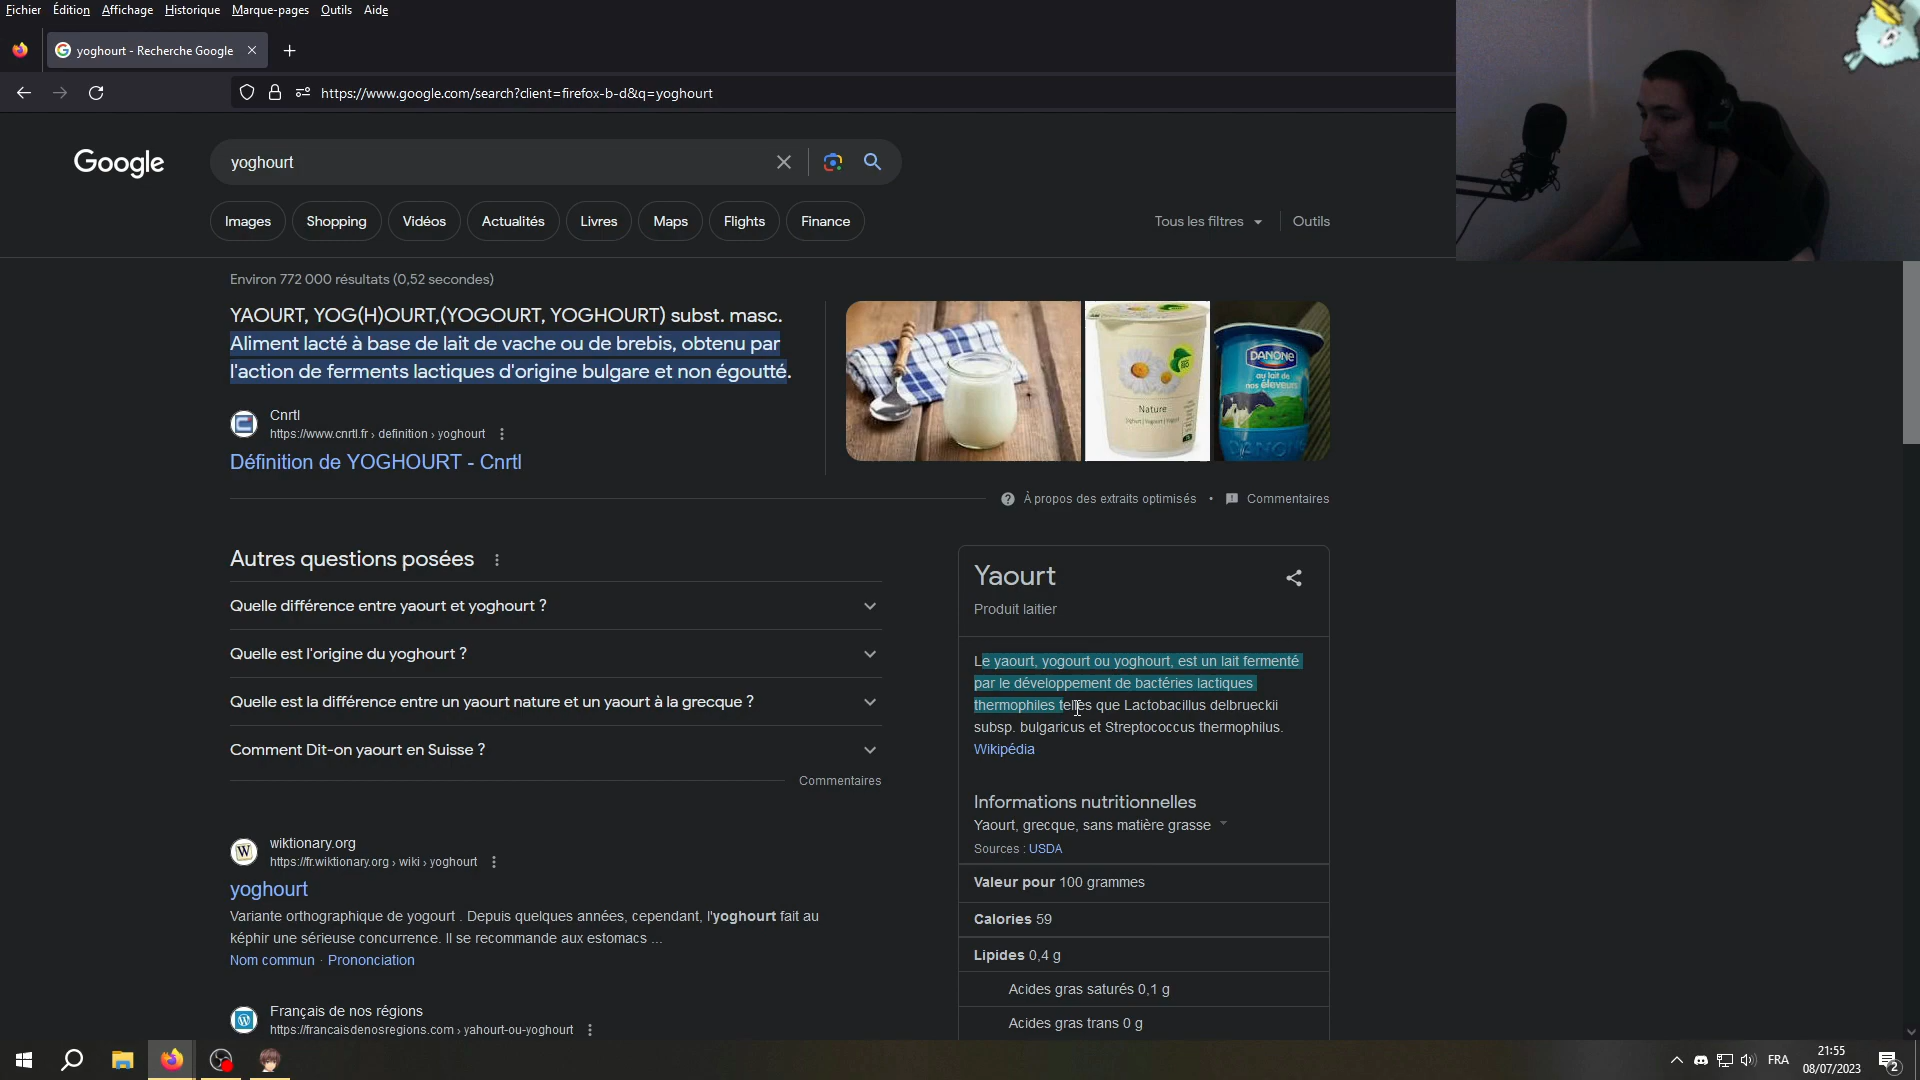 Fichier Édition Affichage Historique Marque-pages Outils Aide
yoghourt - Recherche Google
https://www.google.com/search?client=firefox-b-d&q=yoghourt
Google
yoghourt
Images Shopping Vidéos Actualités Livres Maps Flights Finance Tous les filtres Outils
Environ 772 000 résultats (0,52 secondes)
YAOURT, YOG(H)OURT,(YOGOURT, YOGHOURT) subst. masc.
Aliment lacté à base de lait de vache ou de brebis, obtenu par
l'action de ferments lactiques d'origine bulgare et non égoutté.
Cnrtl
https://www.cnrtl.fr › definition › yoghourt
Définition de YOGHOURT - Cnrtl
Nature
DANONE
au lait de
nos éleveurs
DANONE
À propos des extraits optimisés • Commentaires
Autres questions posées
Quelle différence entre yaourt et yoghourt ?
Quelle est l'origine du yoghourt ?
Quelle est la différence entre un yaourt nature et un yaourt à la grecque ?
Comment Dit-on yaourt en Suisse ?
Commentaires
wiktionary.org
https://fr.wiktionary.org › wiki › yoghourt
yoghourt
Variante orthographique de yogourt . Depuis quelques années, cependant, l'yoghourt fait au
képhir une sérieuse concurrence. Il se recommande aux estomacs ...
Nom commun · Prononciation
Français de nos régions
https://francaisdenosregions.com › yahourt-ou-yoghourt
Yaourt
Produit laitier
Le yaourt, yogourt ou yoghourt, est un lait fermenté
par le développement de bactéries lactiques
thermophiles telles que Lactobacillus delbrueckii
subsp. bulgaricus et Streptococcus thermophilus.
Wikipédia
Informations nutritionnelles
Yaourt, grecque, sans matière grasse
Sources : USDA
Valeur pour 100 grammes
Calories 59
Lipides 0,4 g
Acides gras saturés 0,1 g
Acides gras trans 0 g
FRA
21:55
08/07/2023
2